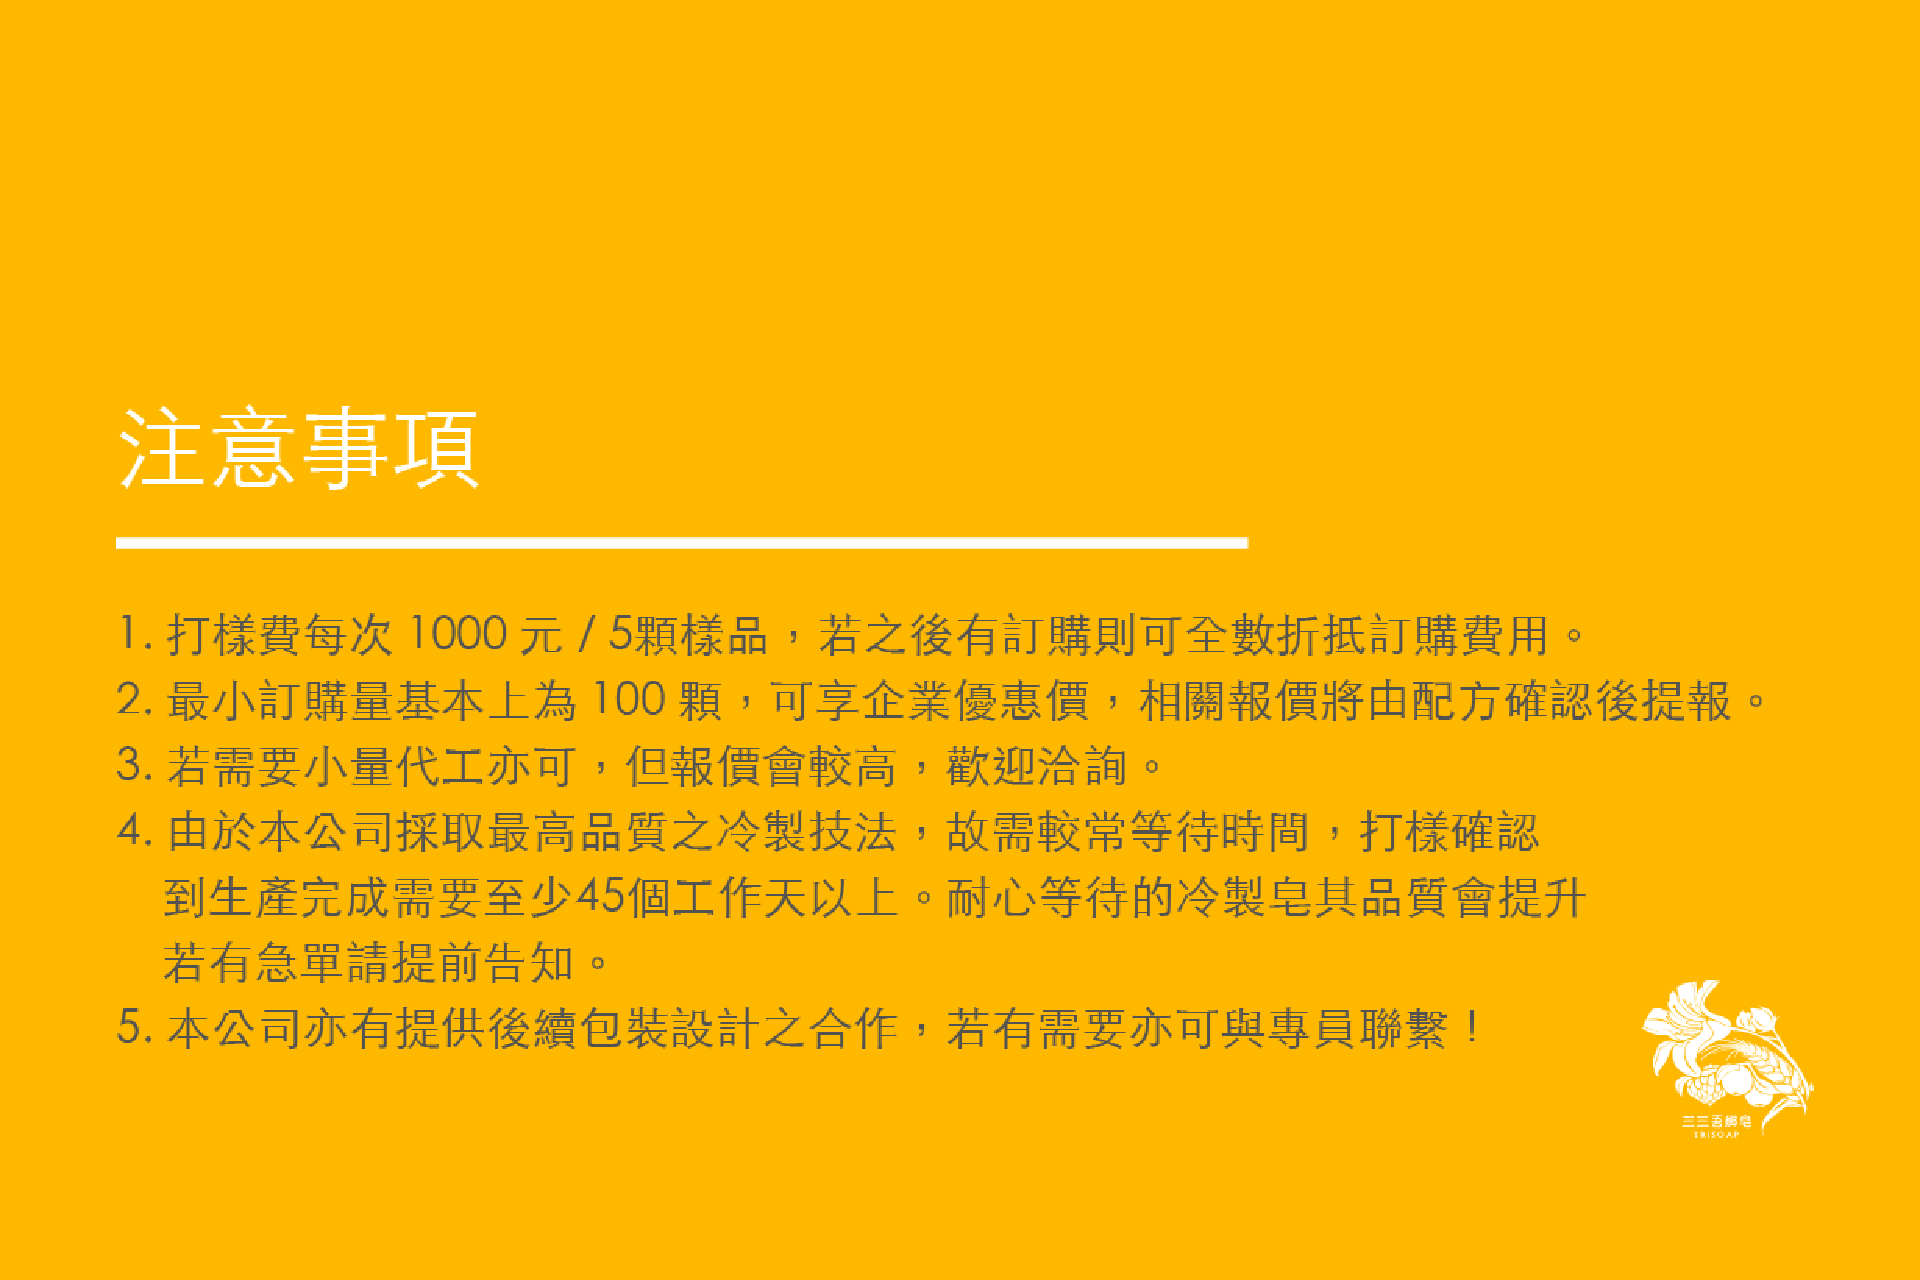 注意事項
1. 打樣費每次 1000 元 / 5顆樣品，若之後有訂購則可全數折抵訂購費用。
2. 最小訂購量基本上為 100 顆，可享企業優惠價，相關報價將由配方確認後提報。
3. 若需要小量代工亦可，但報價會較高，歡迎洽詢。
4. 由於本公司採取最高品質之冷製技法，故需較常等待時間，打樣確認
到生產完成需要至少45個工作天以上。耐心等待的冷製皂其品質會提升
若有急單請提前告知。
5. 本公司亦有提供後續包裝設計之合作，若有需要亦可與專員聯繫！
三三吾鄉皂
TRISOAP